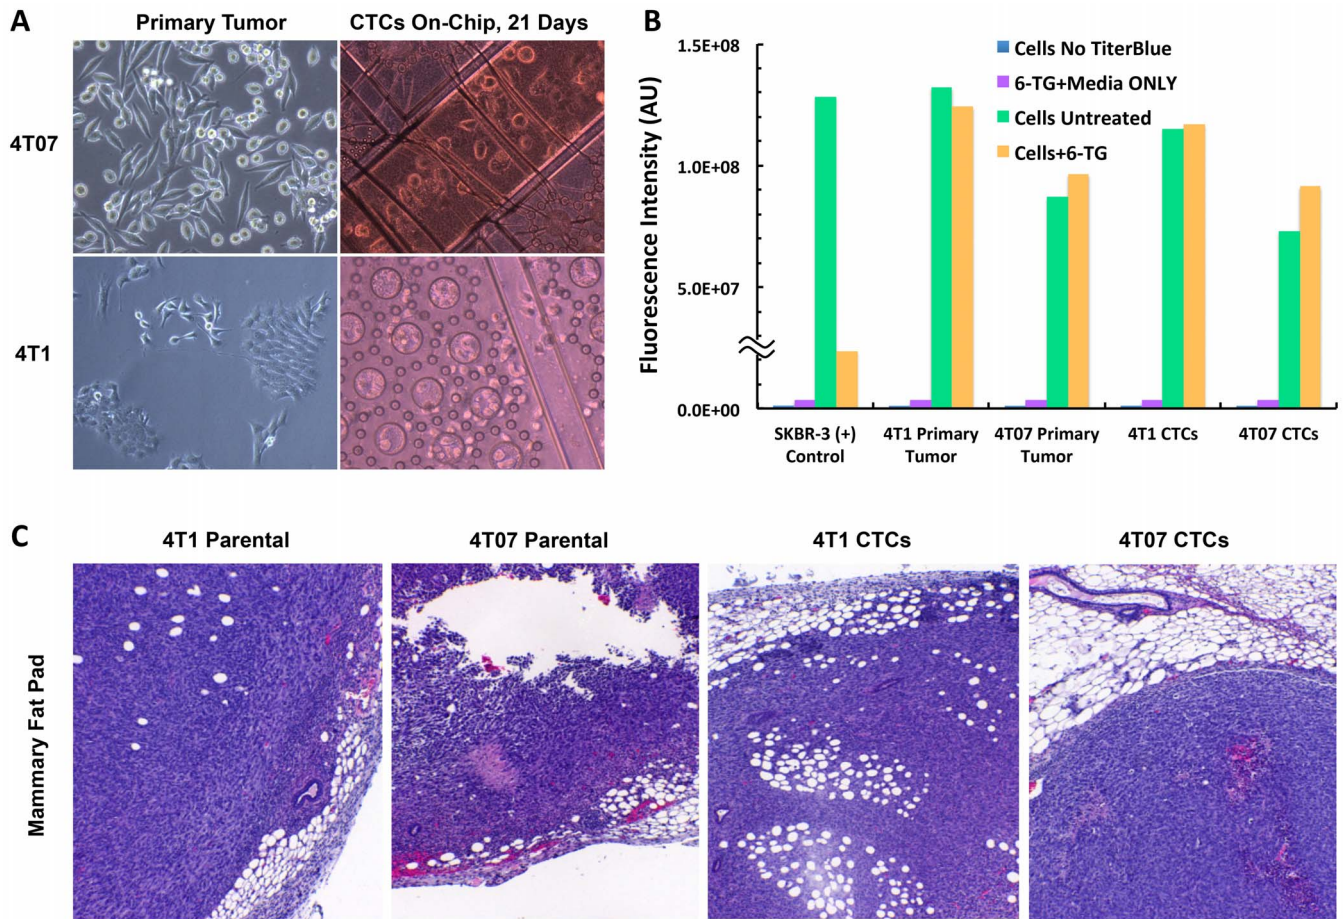 A
Primary Tumor
CTCs On-Chip, 21 Days
4T07
4T1
B
Fluorescence Intensity (AU)
1.5E+08
1.0E+08
5.0E+07
0.0E+00
Cells No TiterBlue
6-TG+Media ONLY
Cells Untreated
Cells+6-TG
SKBR-3 (+)
Control
4T1 Primary
Tumor
4T07 Primary
Tumor
4T1 CTCs
4T07 CTCs
C
4T1 Parental
4T07 Parental
4T1 CTCs
4T07 CTCs
Mammary Fat Pad